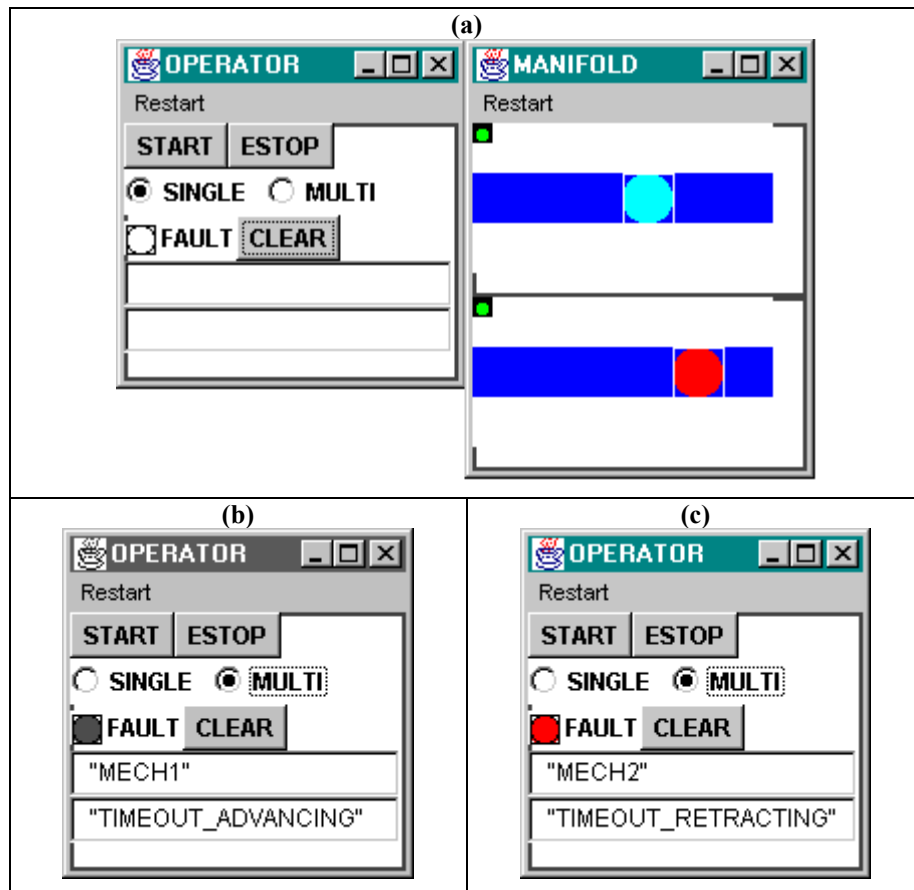 (a)
OPERATOR
Restart
START ESTOP
SINGLE MULTI
FAULT CLEAR
MANIFOLD
Restart
(b)
OPERATOR
Restart
START ESTOP
SINGLE MULTI
FAULT CLEAR
"MECH1"
"TIMEOUT_ADVANCING"
(c)
OPERATOR
Restart
START ESTOP
SINGLE MULTI
FAULT CLEAR
"MECH2"
"TIMEOUT_RETRACTING"